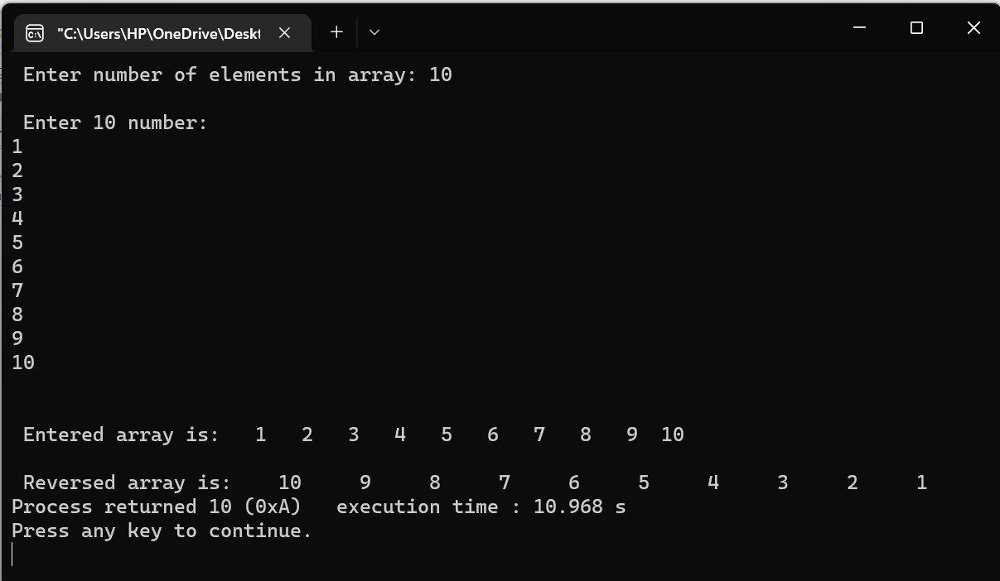 "C:\Users\HP\OneDrive\Deskt
Enter number of elements in array: 10
Enter 10 number:
1
2
3
4
5
6
7
8
9
10
Entered array is:   1   2   3   4   5   6   7   8   9  10
Reversed array is:    10     9     8     7     6     5     4     3     2     1
Process returned 10 (0xA)   execution time : 10.968 s
Press any key to continue.